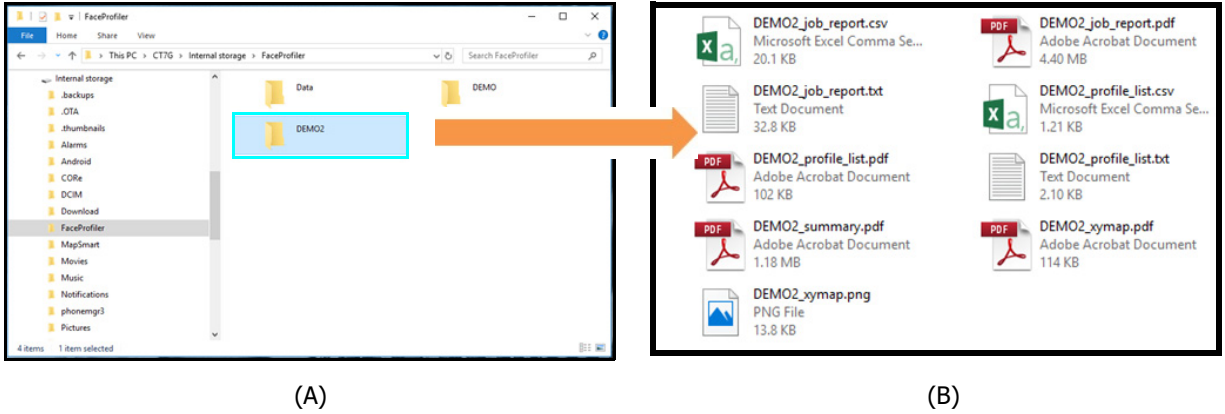 FaceProfiler
File Home Share View
This PC > CT7G > Internal storage > FaceProfiler
Search FaceProfiler
Internal storage
.backups
.OTA
.thumbnails
Alarms
Android
CORe
DCIM
Download
FaceProfiler
MapSmart
Movies
Music
Notifications
phonemgr3
Pictures
Data
DEMO
DEMO2
4 items 1 item selected
(A)
DEMO2_job_report.csv
Microsoft Excel Comma Se...
20.1 KB
DEMO2_job_report.pdf
Adobe Acrobat Document
4.40 MB
DEMO2_job_report.txt
Text Document
32.8 KB
DEMO2_profile_list.csv
Microsoft Excel Comma Se...
1.21 KB
DEMO2_profile_list.pdf
Adobe Acrobat Document
102 KB
DEMO2_profile_list.txt
Text Document
2.10 KB
DEMO2_summary.pdf
Adobe Acrobat Document
1.18 MB
DEMO2_xymap.pdf
Adobe Acrobat Document
114 KB
DEMO2_xymap.png
PNG File
13.8 KB
PDF
PDF
PDF
PDF
(B)